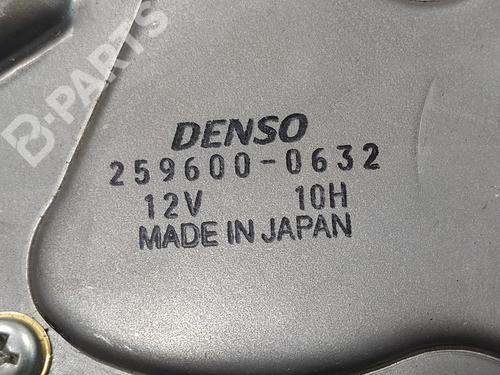 B-PARTS
DENSO
259600-0632
12V 10H
MADE IN JAPAN